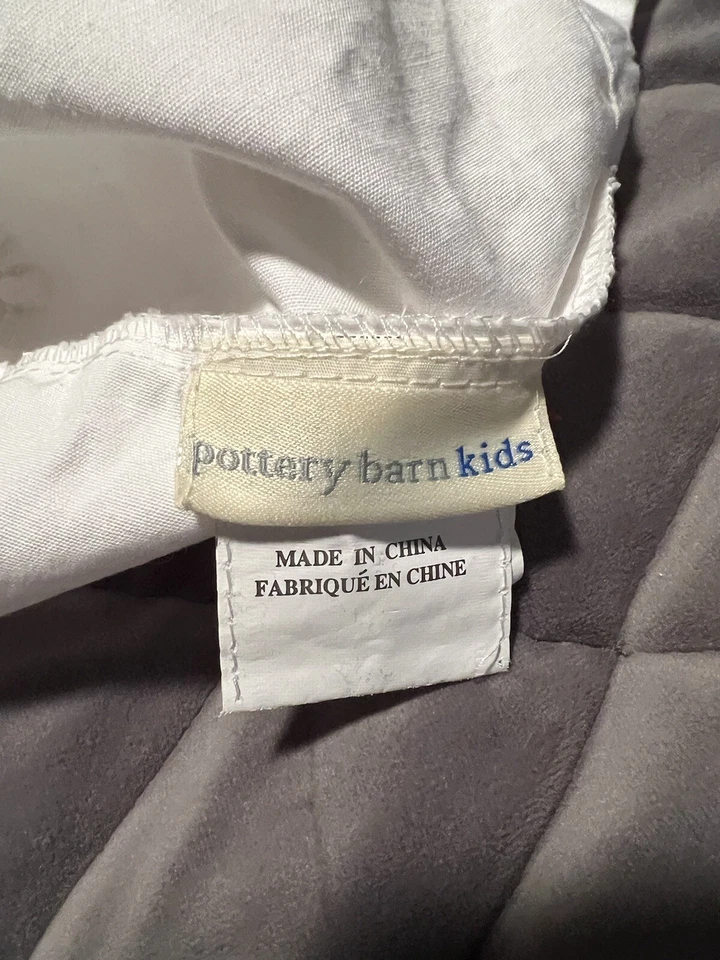 pottery barn kids
MADE IN CHINA
FABRIQUÉ EN CHINE